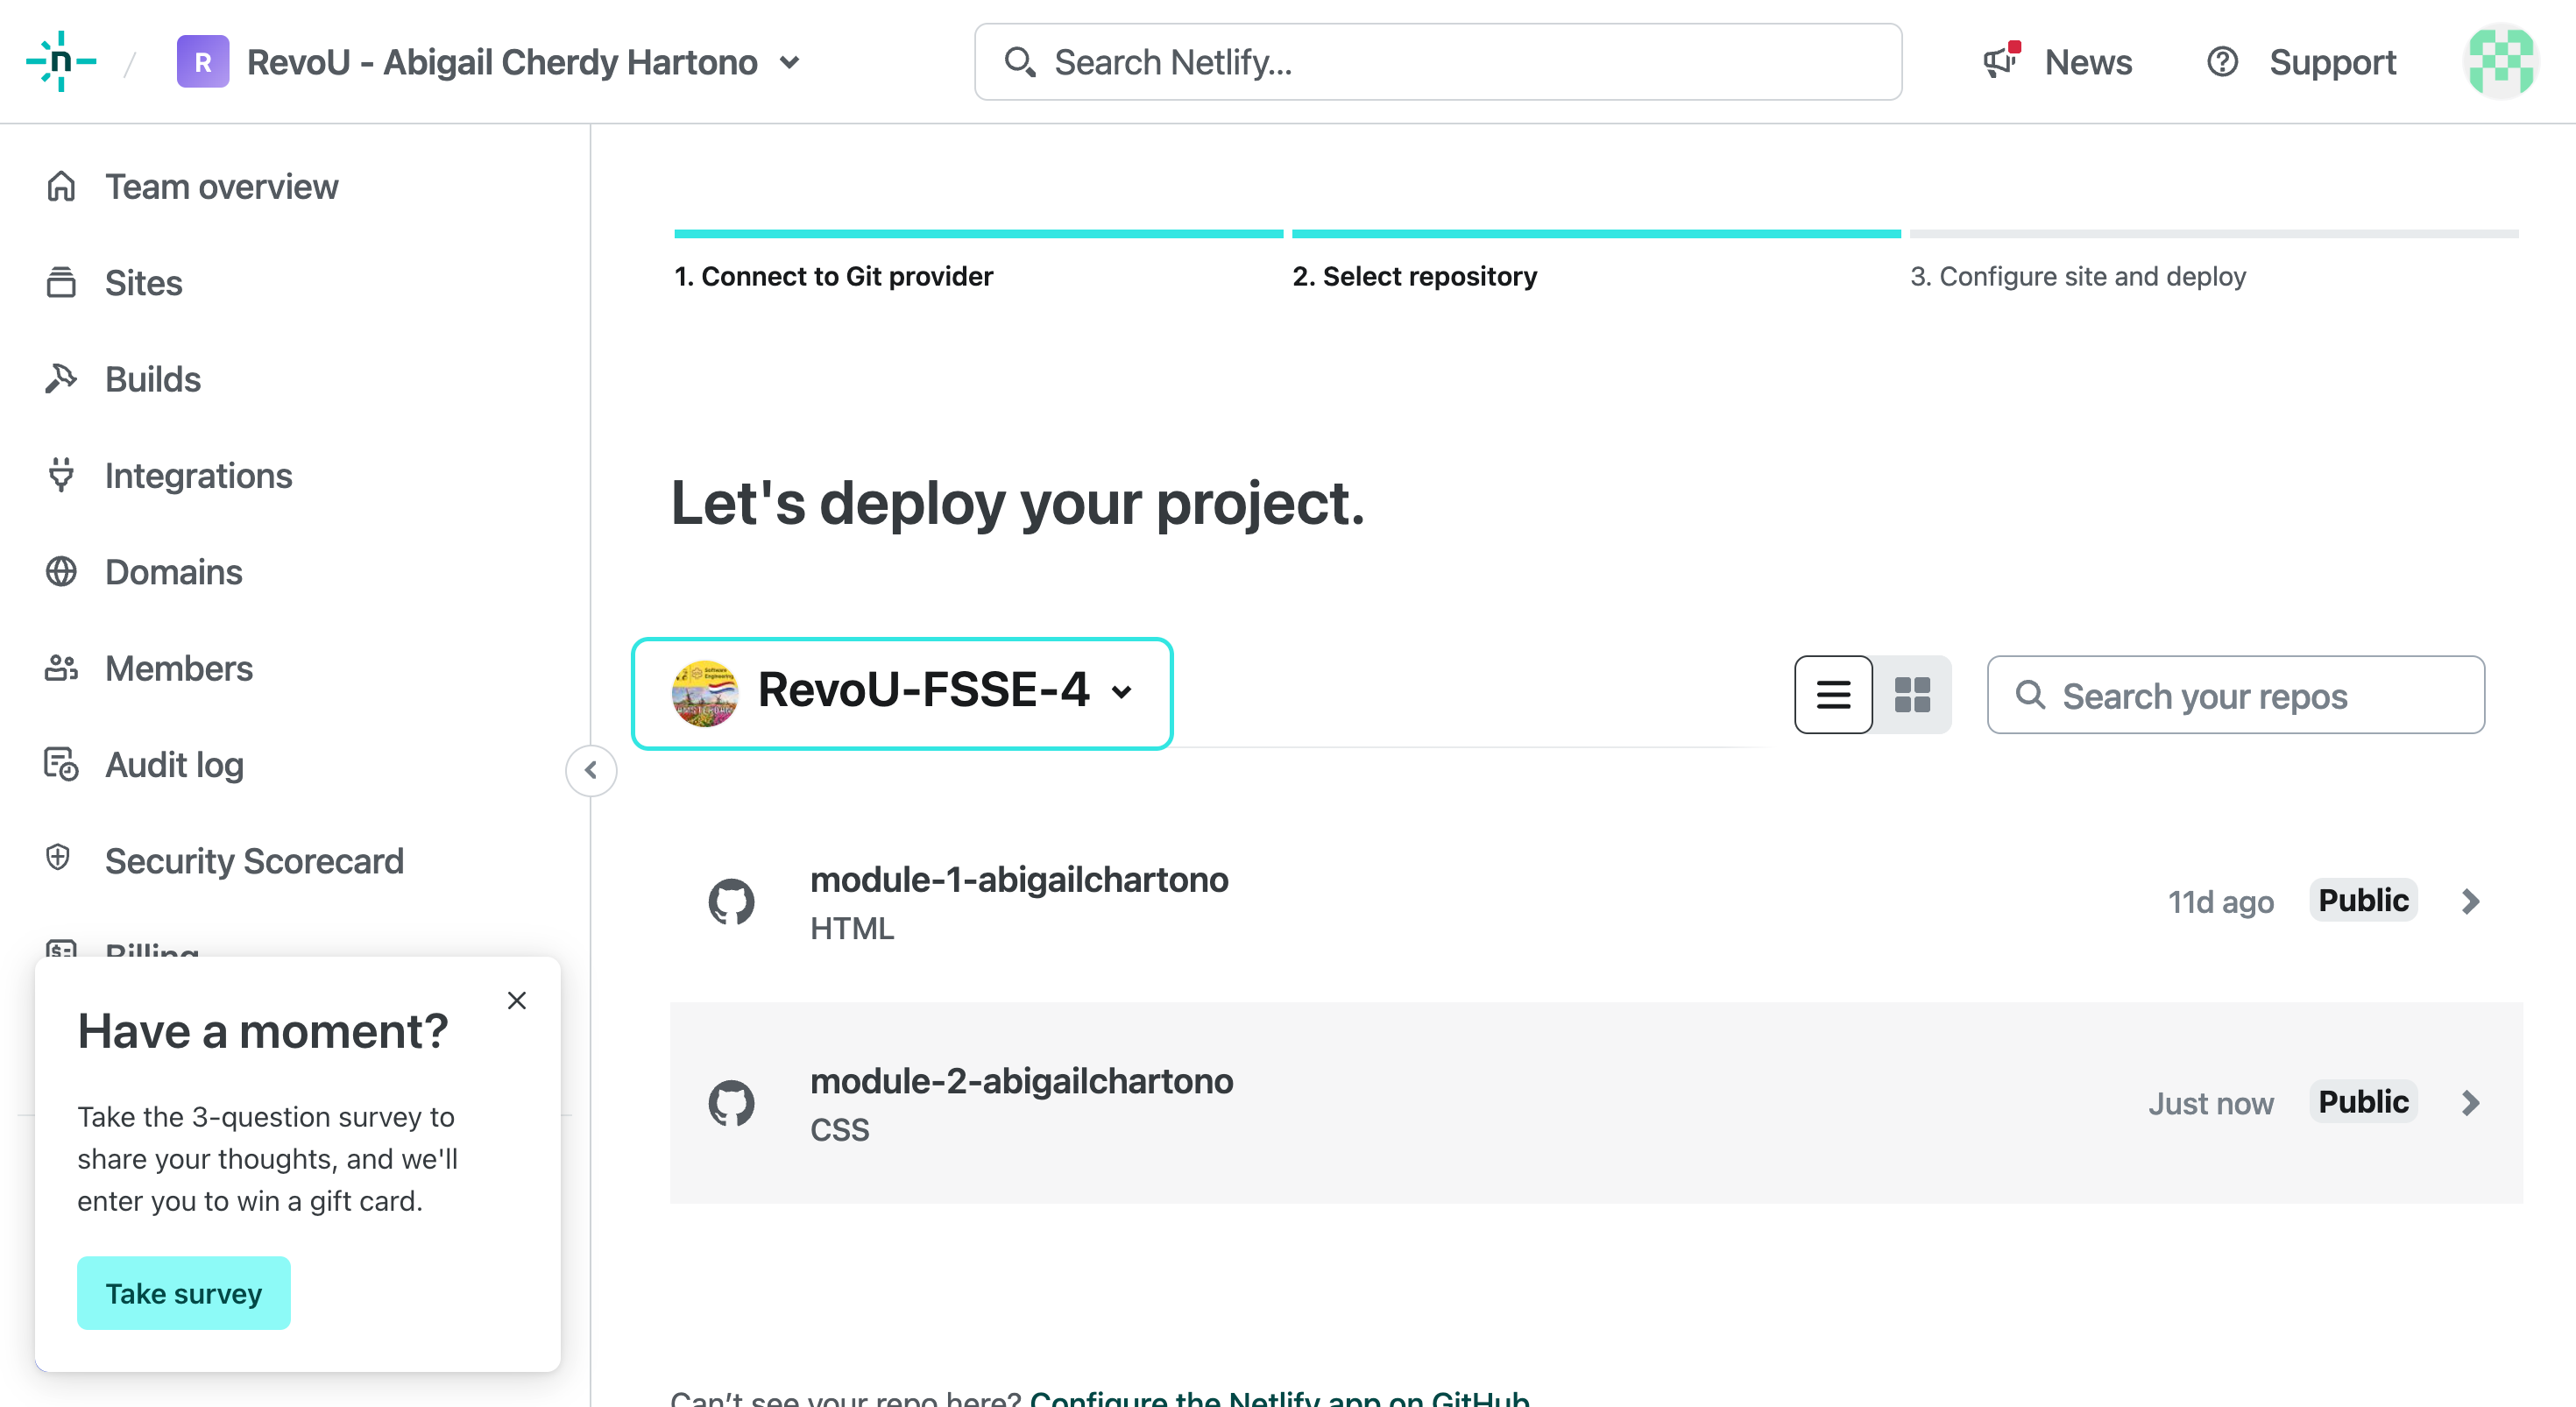 n / R RevoU - Abigail Cherdy Hartono
Search Netlify...
News
Support
Team overview
Sites
Builds
Integrations
Domains
Members
Audit log
Security Scorecard
Billing
Have a moment?
Take the 3-question survey to
share your thoughts, and we'll
enter you to win a gift card.
Take survey
1. Connect to Git provider
2. Select repository
3. Configure site and deploy
Let's deploy your project.
RevoU-FSSE-4
Search your repos
module-1-abigailchartono
HTML
11d ago
Public
module-2-abigailchartono
CSS
Just now
Public
Can't see your repo here? Configure the Netlify app on GitHub